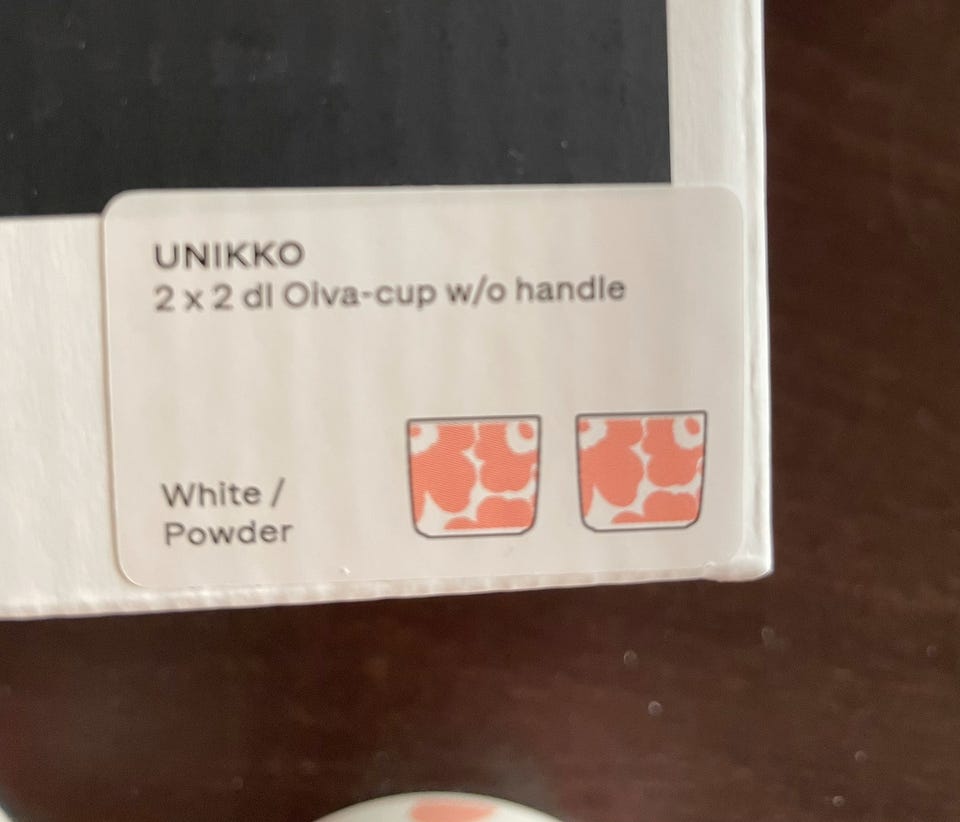 UNIKKO
2 x 2 dl Oiva-cup w/o handle
White /
Powder